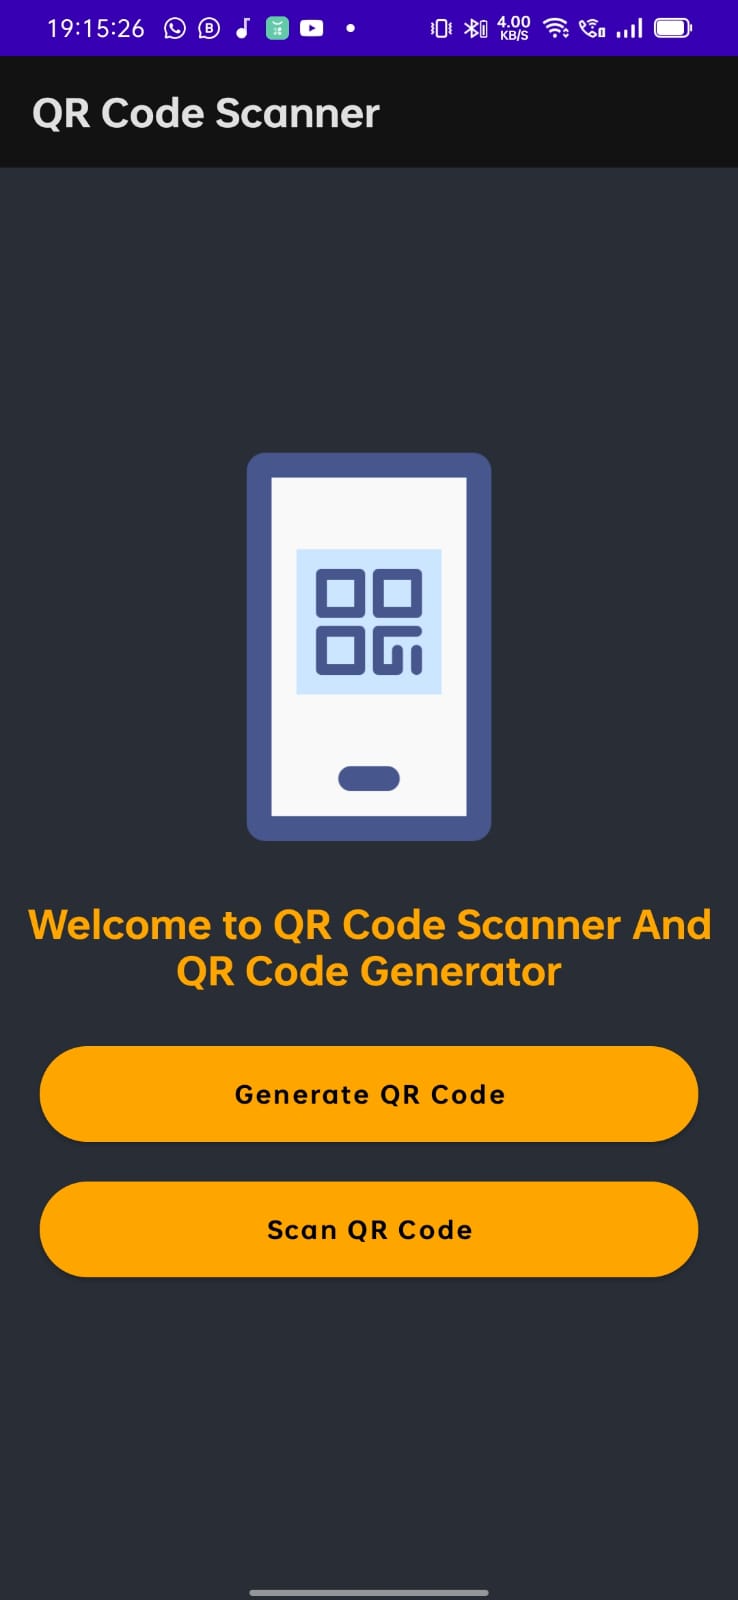 19:15:26 B 4.00
KB/S
QR Code Scanner
Welcome to QR Code Scanner And
QR Code Generator
Generate QR Code
Scan QR Code